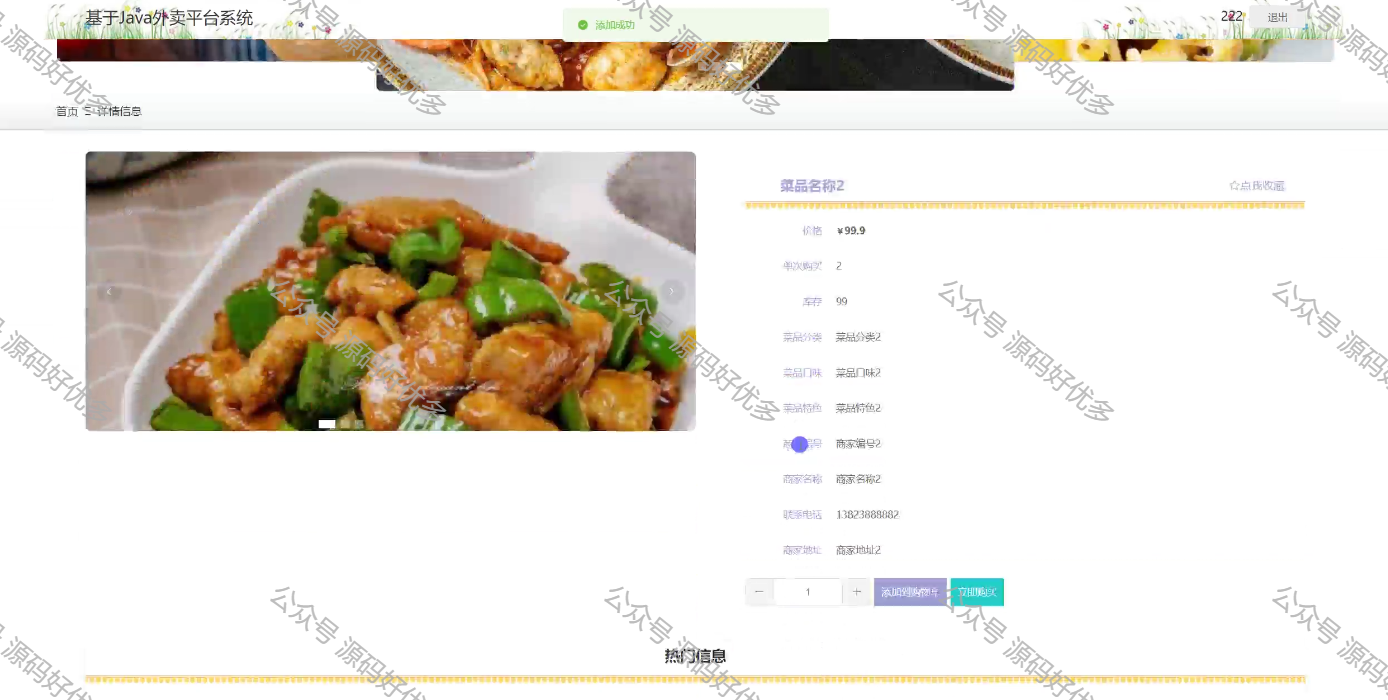 基于Java外卖平台系统
添加成功
222
退出
首页
详情信息
菜品名称2
☆点我收藏
价格 ￥99.9
单次购买 2
库存 99
菜品分类 菜品分类2
菜品口味 菜品口味2
菜品特色 菜品特色2
商家编号2
商家名称 商家名称2
联系电话 13823888882
商家地址 商家地址2
− 1 + 添加到购物车 立即购买
热门信息
公众号 源码好优多